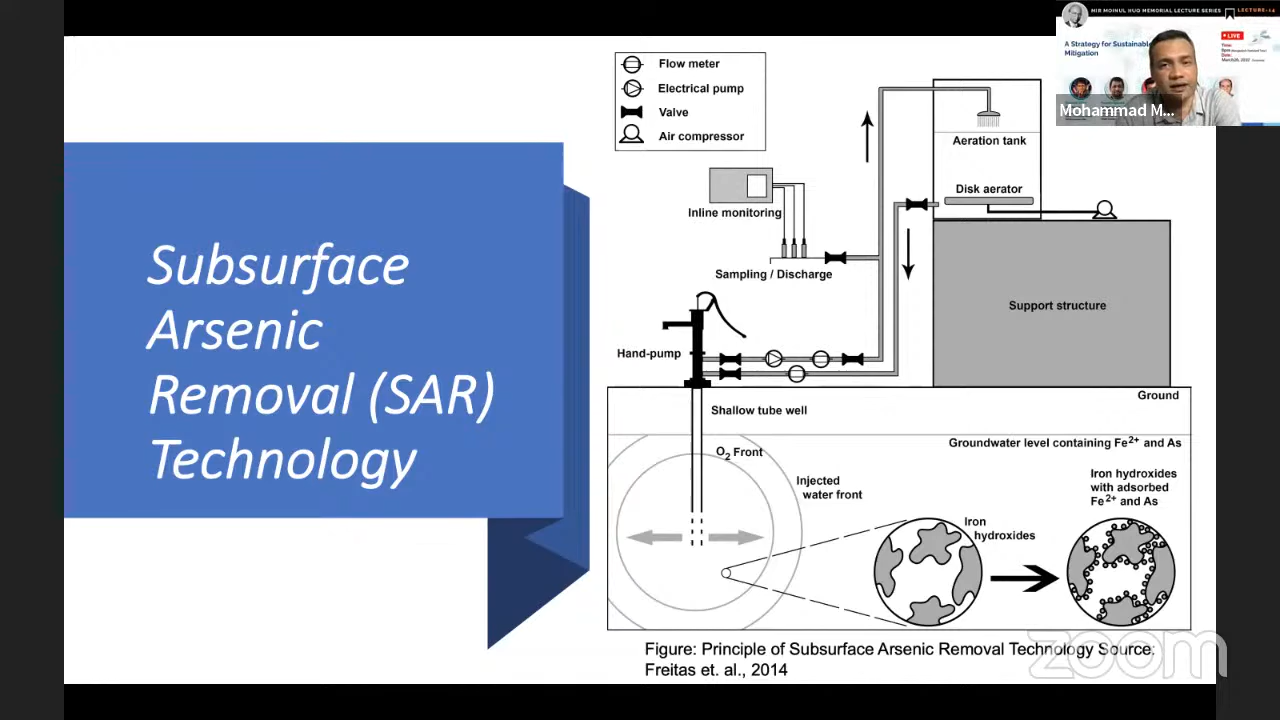 MIR MOINUL HUQ MEMORIAL LECTURE SERIES
LECTURE-14
A Strategy for Sustainable
Mitigation
LIVE
Mohammad M...
Subsurface
Arsenic
Removal (SAR)
Technology
Flow meter
Electrical pump
Valve
Air compressor
Aeration tank
Disk aerator
Inline monitoring
Sampling / Discharge
Support structure
Hand-pump
Ground
Shallow tube well
Groundwater level containing Fe2+ and As
O2 Front
Injected
water front
Iron hydroxides
with adsorbed
Fe2+ and As
Iron
hydroxides
Figure: Principle of Subsurface Arsenic Removal Technology Source:
Freitas et. al., 2014
zoom